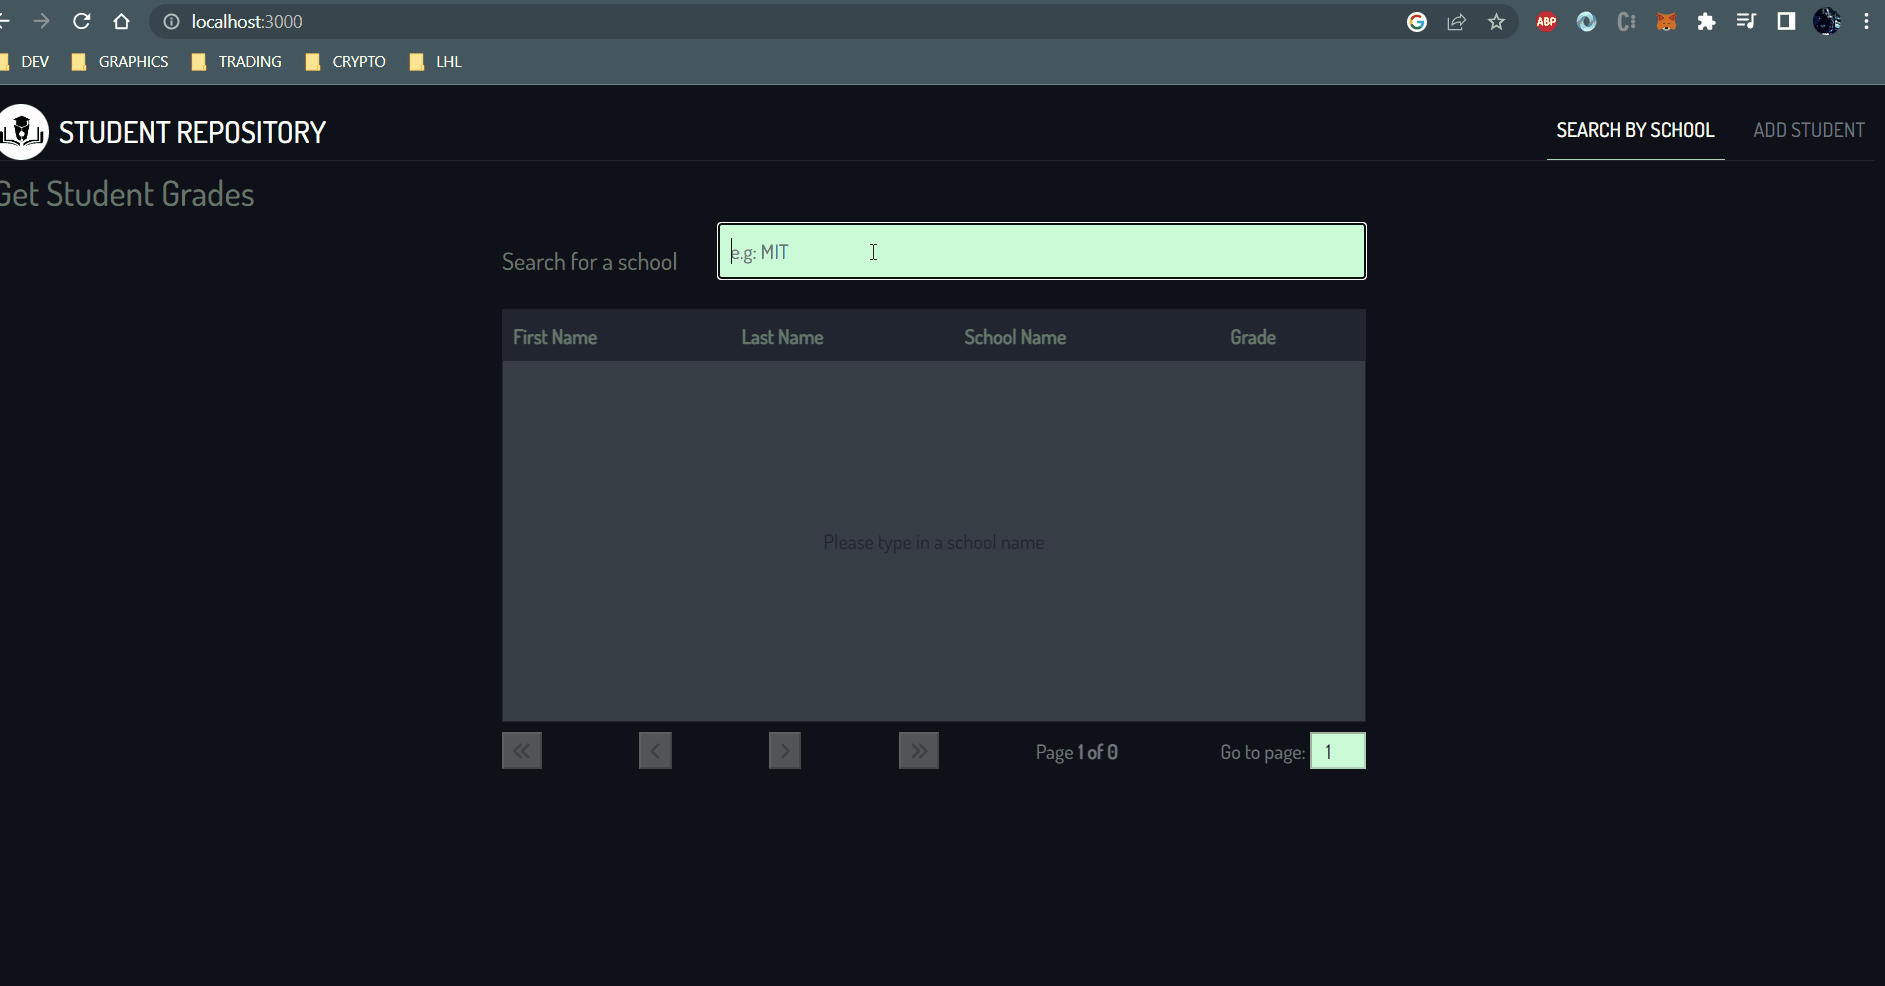 localhost:3000
ABP
DEV GRAPHICS TRADING CRYPTO LHL
STUDENT REPOSITORY SEARCH BY SCHOOL ADD STUDENT
Get Student Grades
Search for a school e.g: MIT
First Name Last Name School Name Grade
Please type in a school name
« < > » Page 1 of 0 Go to page: 1